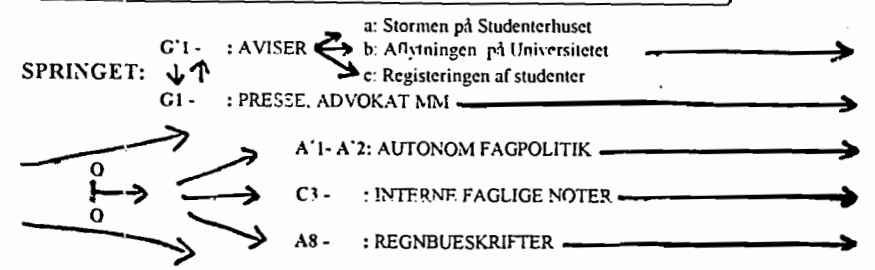 a: Stormen på Studenterhuset
G`1 - : AVISER b: Aflytningen på Universitetet
SPRINGET:
c: Registeringen af studenter
G1 - : PRESSE, ADVOKAT MM
A`1- A`2: AUTONOM FAGPOLITIK
O
C3 - : INTERNE FAGLIGE NOTER
O
A8 - : REGNBUESKRIFTER